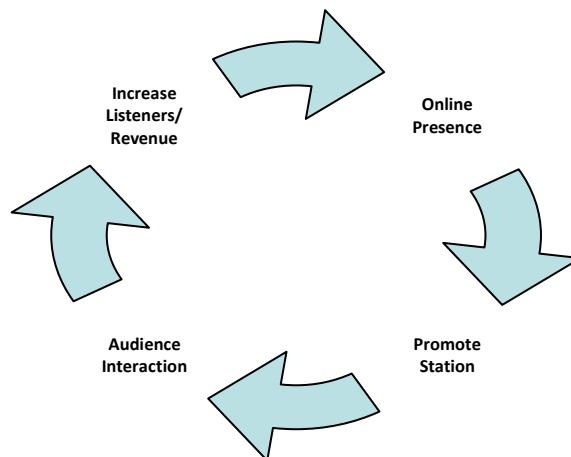 Increase
Listeners/
Revenue
Online
Presence
Audience
Interaction
Promote
Station